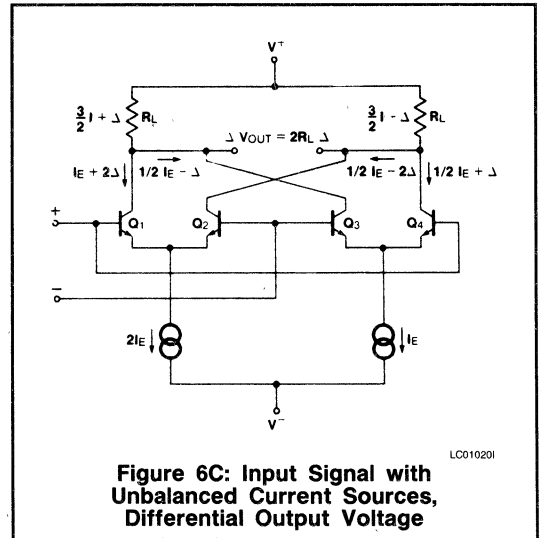 V+
3/2 I + Δ RL
3/2 I - Δ RL
Δ VOUT = 2RL Δ
IE + 2Δ 1/2 IE - Δ
1/2 IE - 2Δ 1/2 IE + Δ
+
Q1 Q2 Q3 Q4
−
2IE
IE
V−
LC01020I
Figure 6C: Input Signal with
Unbalanced Current Sources,
Differential Output Voltage